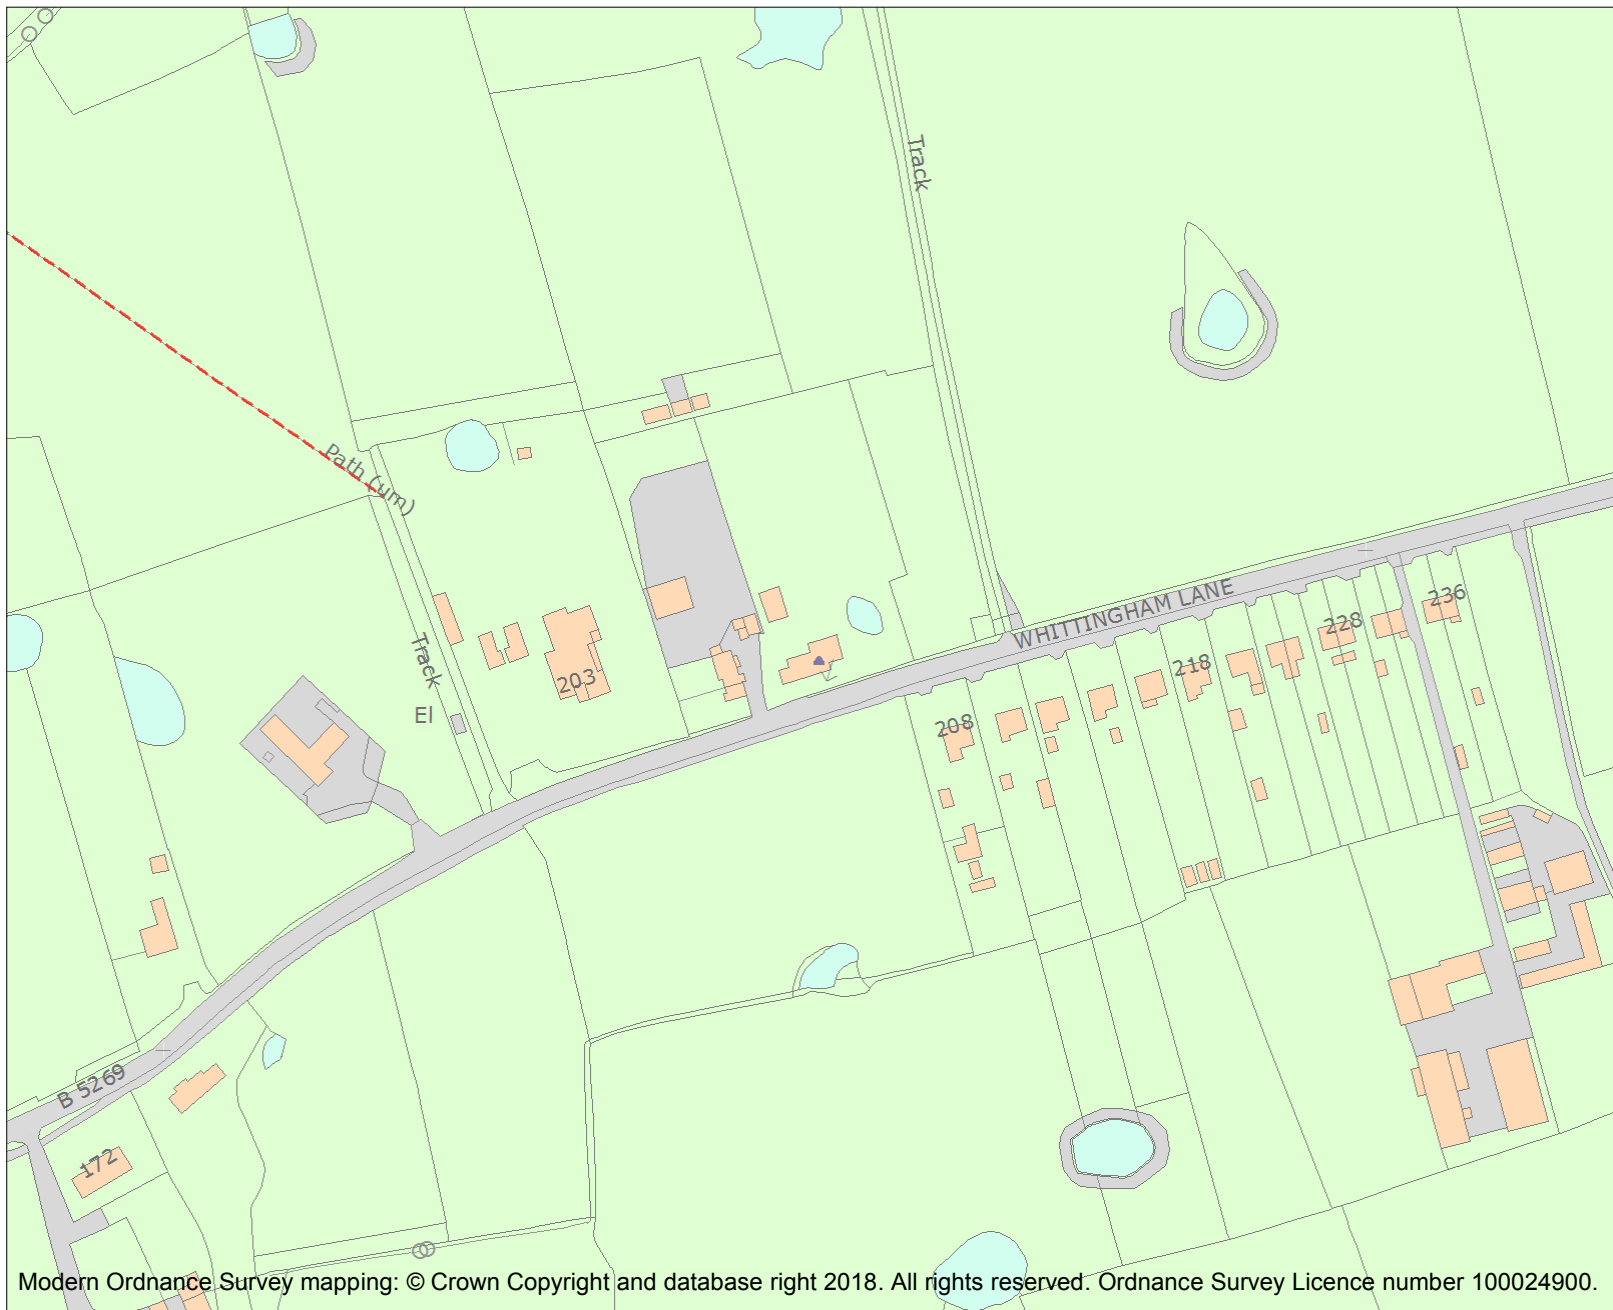 Track
Path (um)
WHITTINGHAM LANE
236
228
218
Track
203
El
208
B 5269
172
Modern Ordnance Survey mapping: © Crown Copyright and database right 2018. All rights reserved. Ordnance Survey Licence number 100024900.